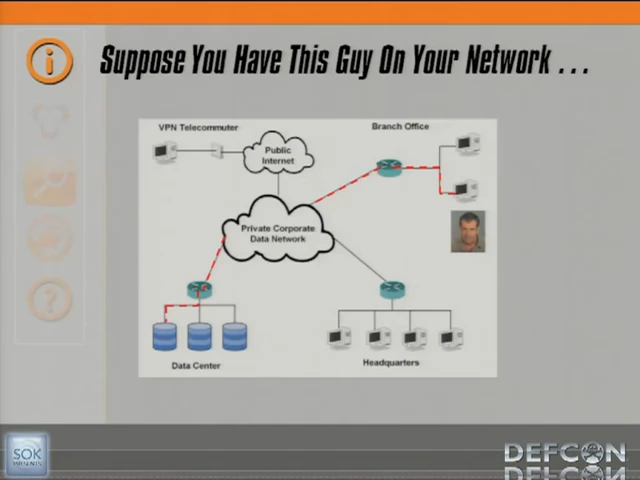 Suppose You Have This Guy On Your Network . . .
VPN Telecommuter
Branch Office
Public
Internet
Private Corporate
Data Network
Data Center
Headquarters
SOK
DEFCON